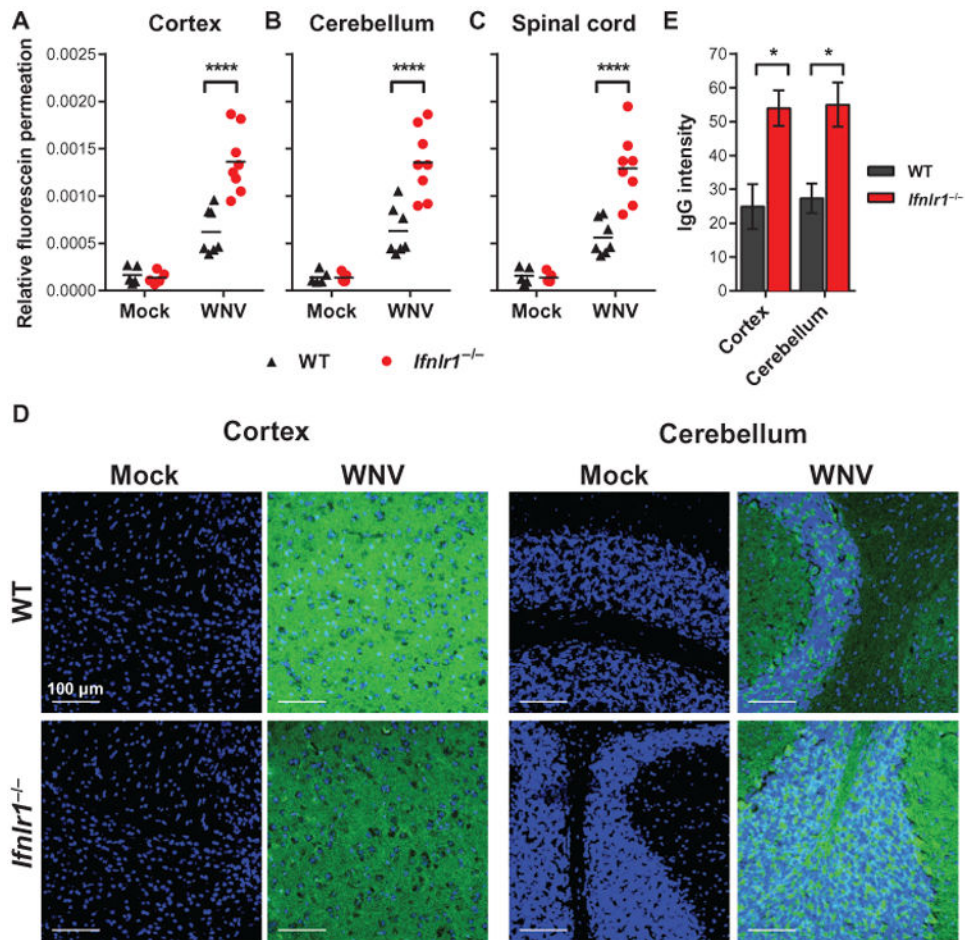 A Cortex
B Cerebellum
C Spinal cord
E
Relative fluorescein permeation
0.0025
0.0020
0.0015
0.0010
0.0005
0.0000
****
****
****
Mock WNV
Mock WNV
Mock WNV
▲ WT ● Ifnlr1–/–
IgG intensity
70
60
50
40
30
20
10
0
* *
Cortex
Cerebellum
WT
Ifnlr1–/–
D
Cortex Cerebellum
Mock WNV Mock WNV
WT
100 µm
Ifnlr1–/–